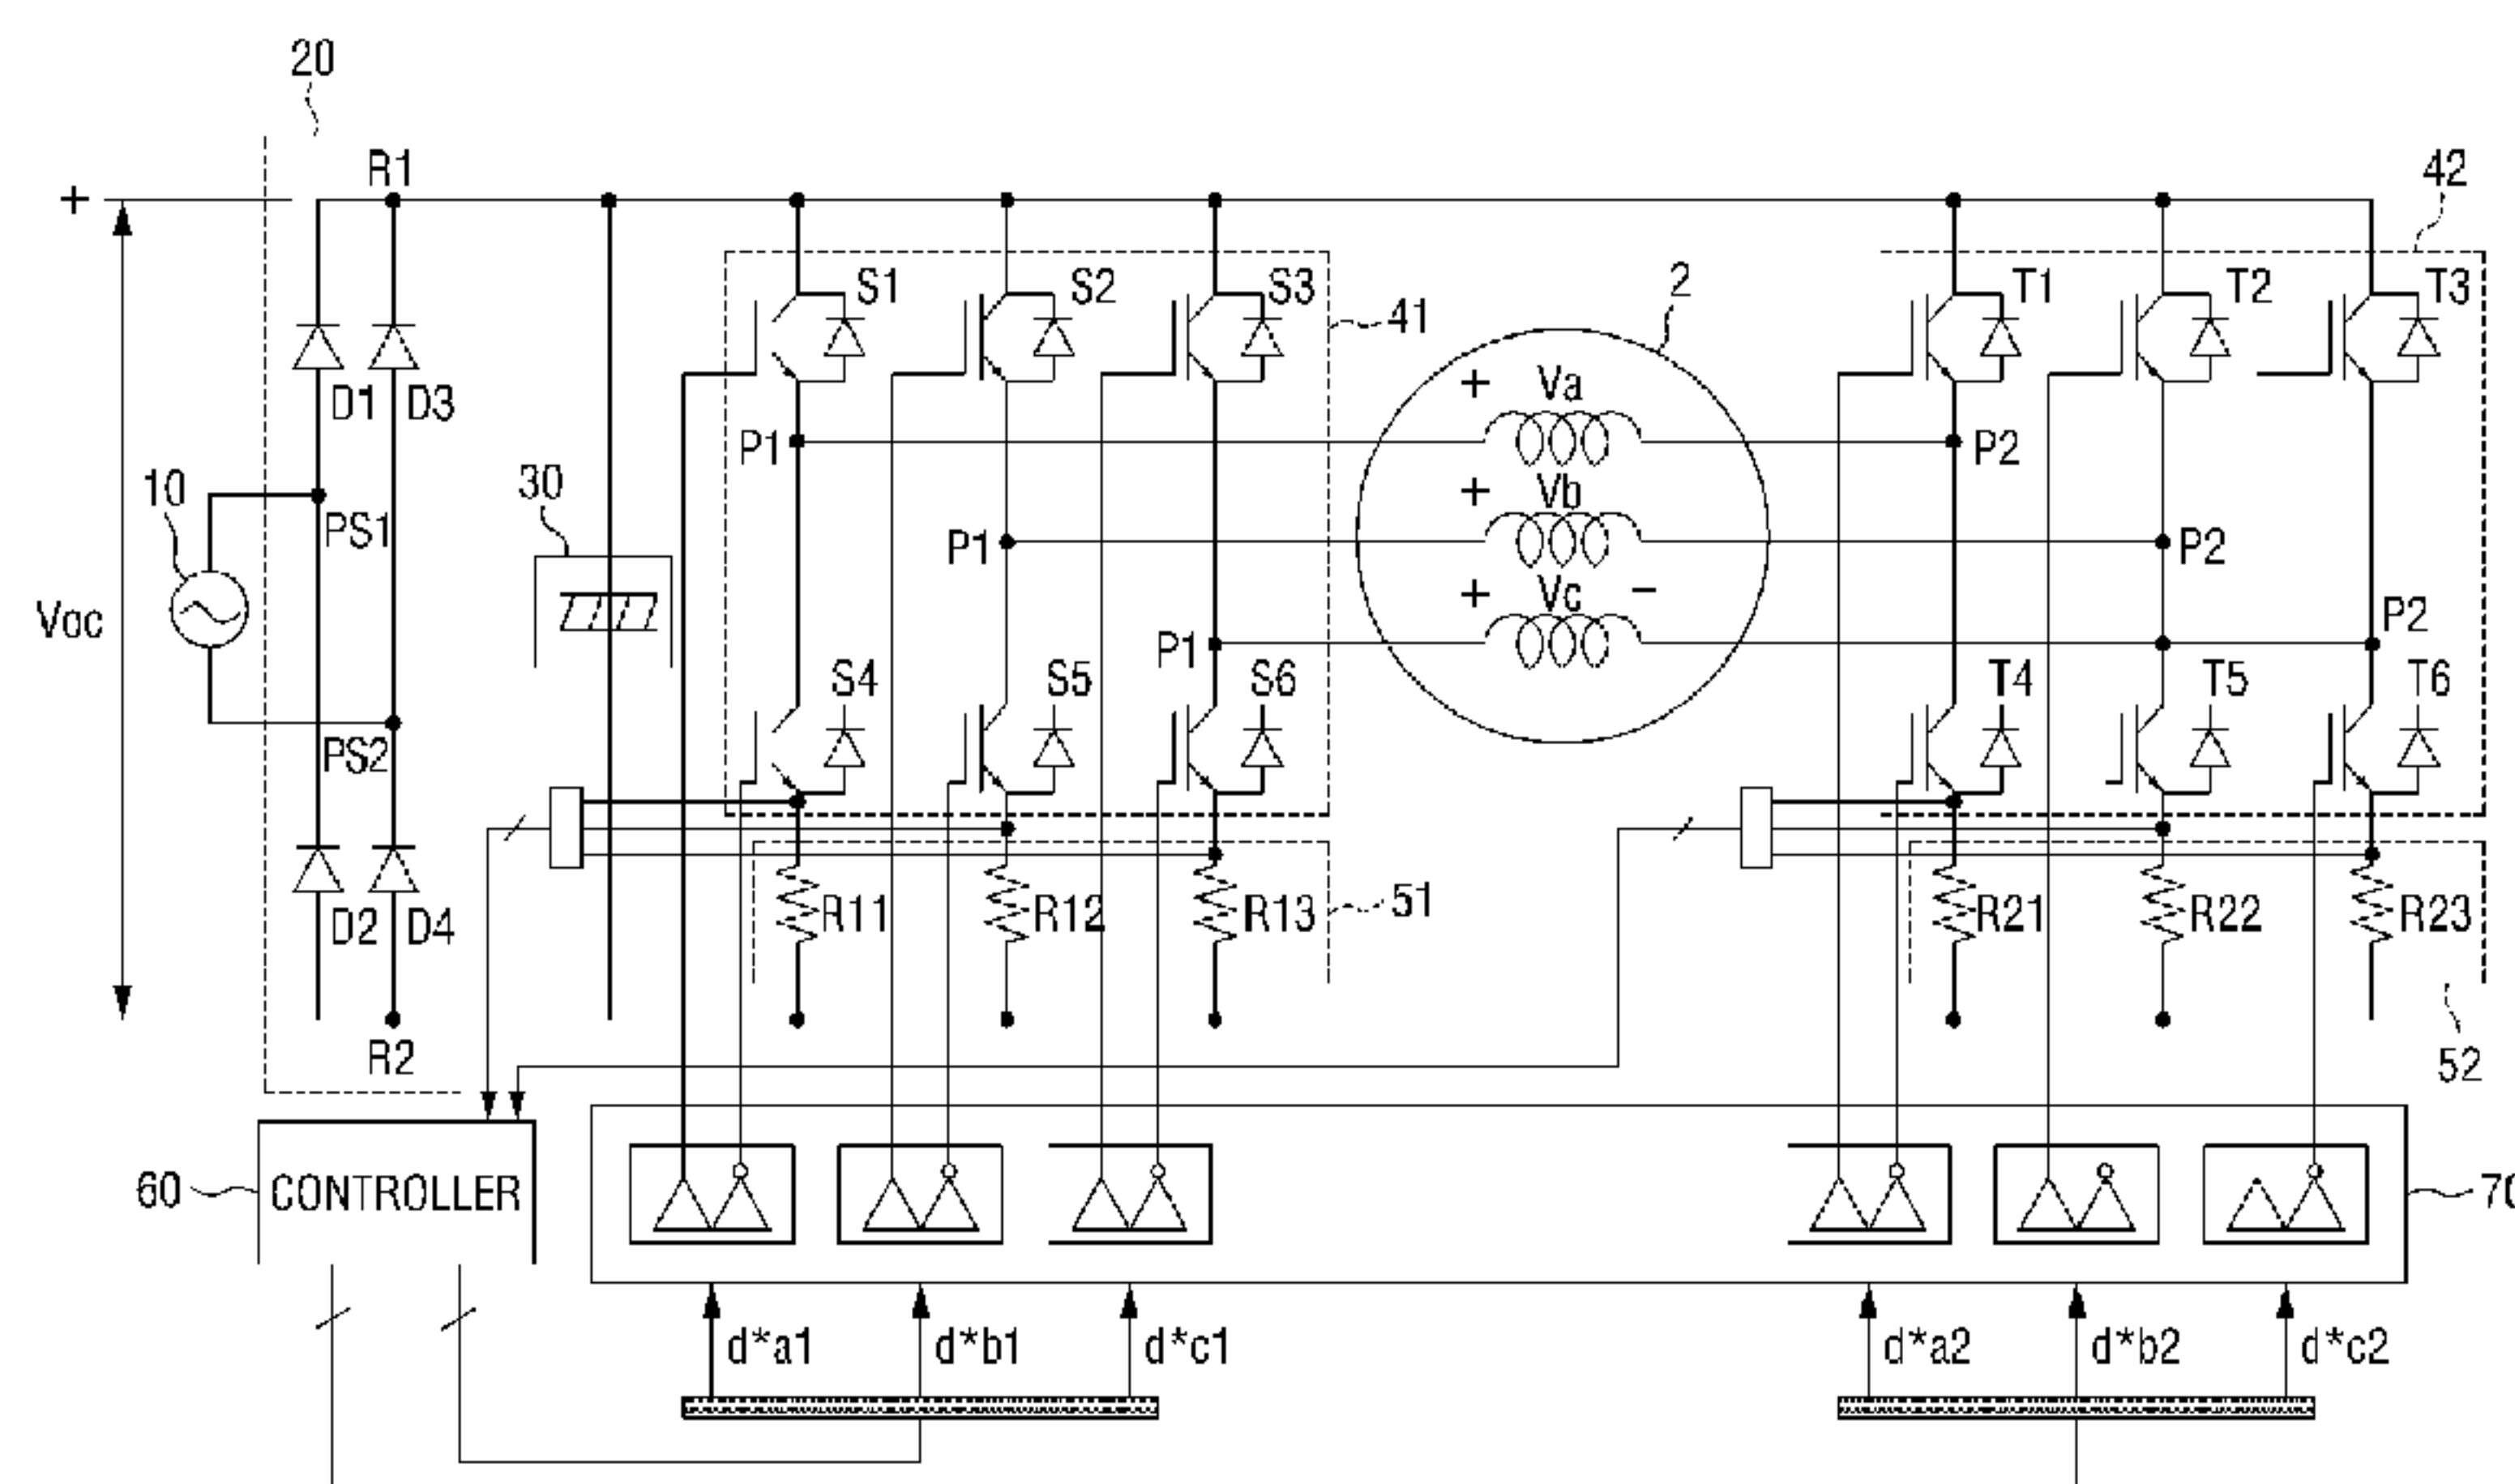 20
R1
+
42
S1
S2
S3
T1
T2
T3
2
41
+
Va
D1
D3
P1
P2
10
30
+
Vb
PS1
P1
P2
+
Vc
−
P2
P1
S4
S5
S6
T4
T5
T6
PS2
R11
R12
R13
51
R21
R22
R23
D2
D4
R2
52
60
CONTROLLER
d*a1
d*b1
d*c1
d*a2
d*b2
d*c2